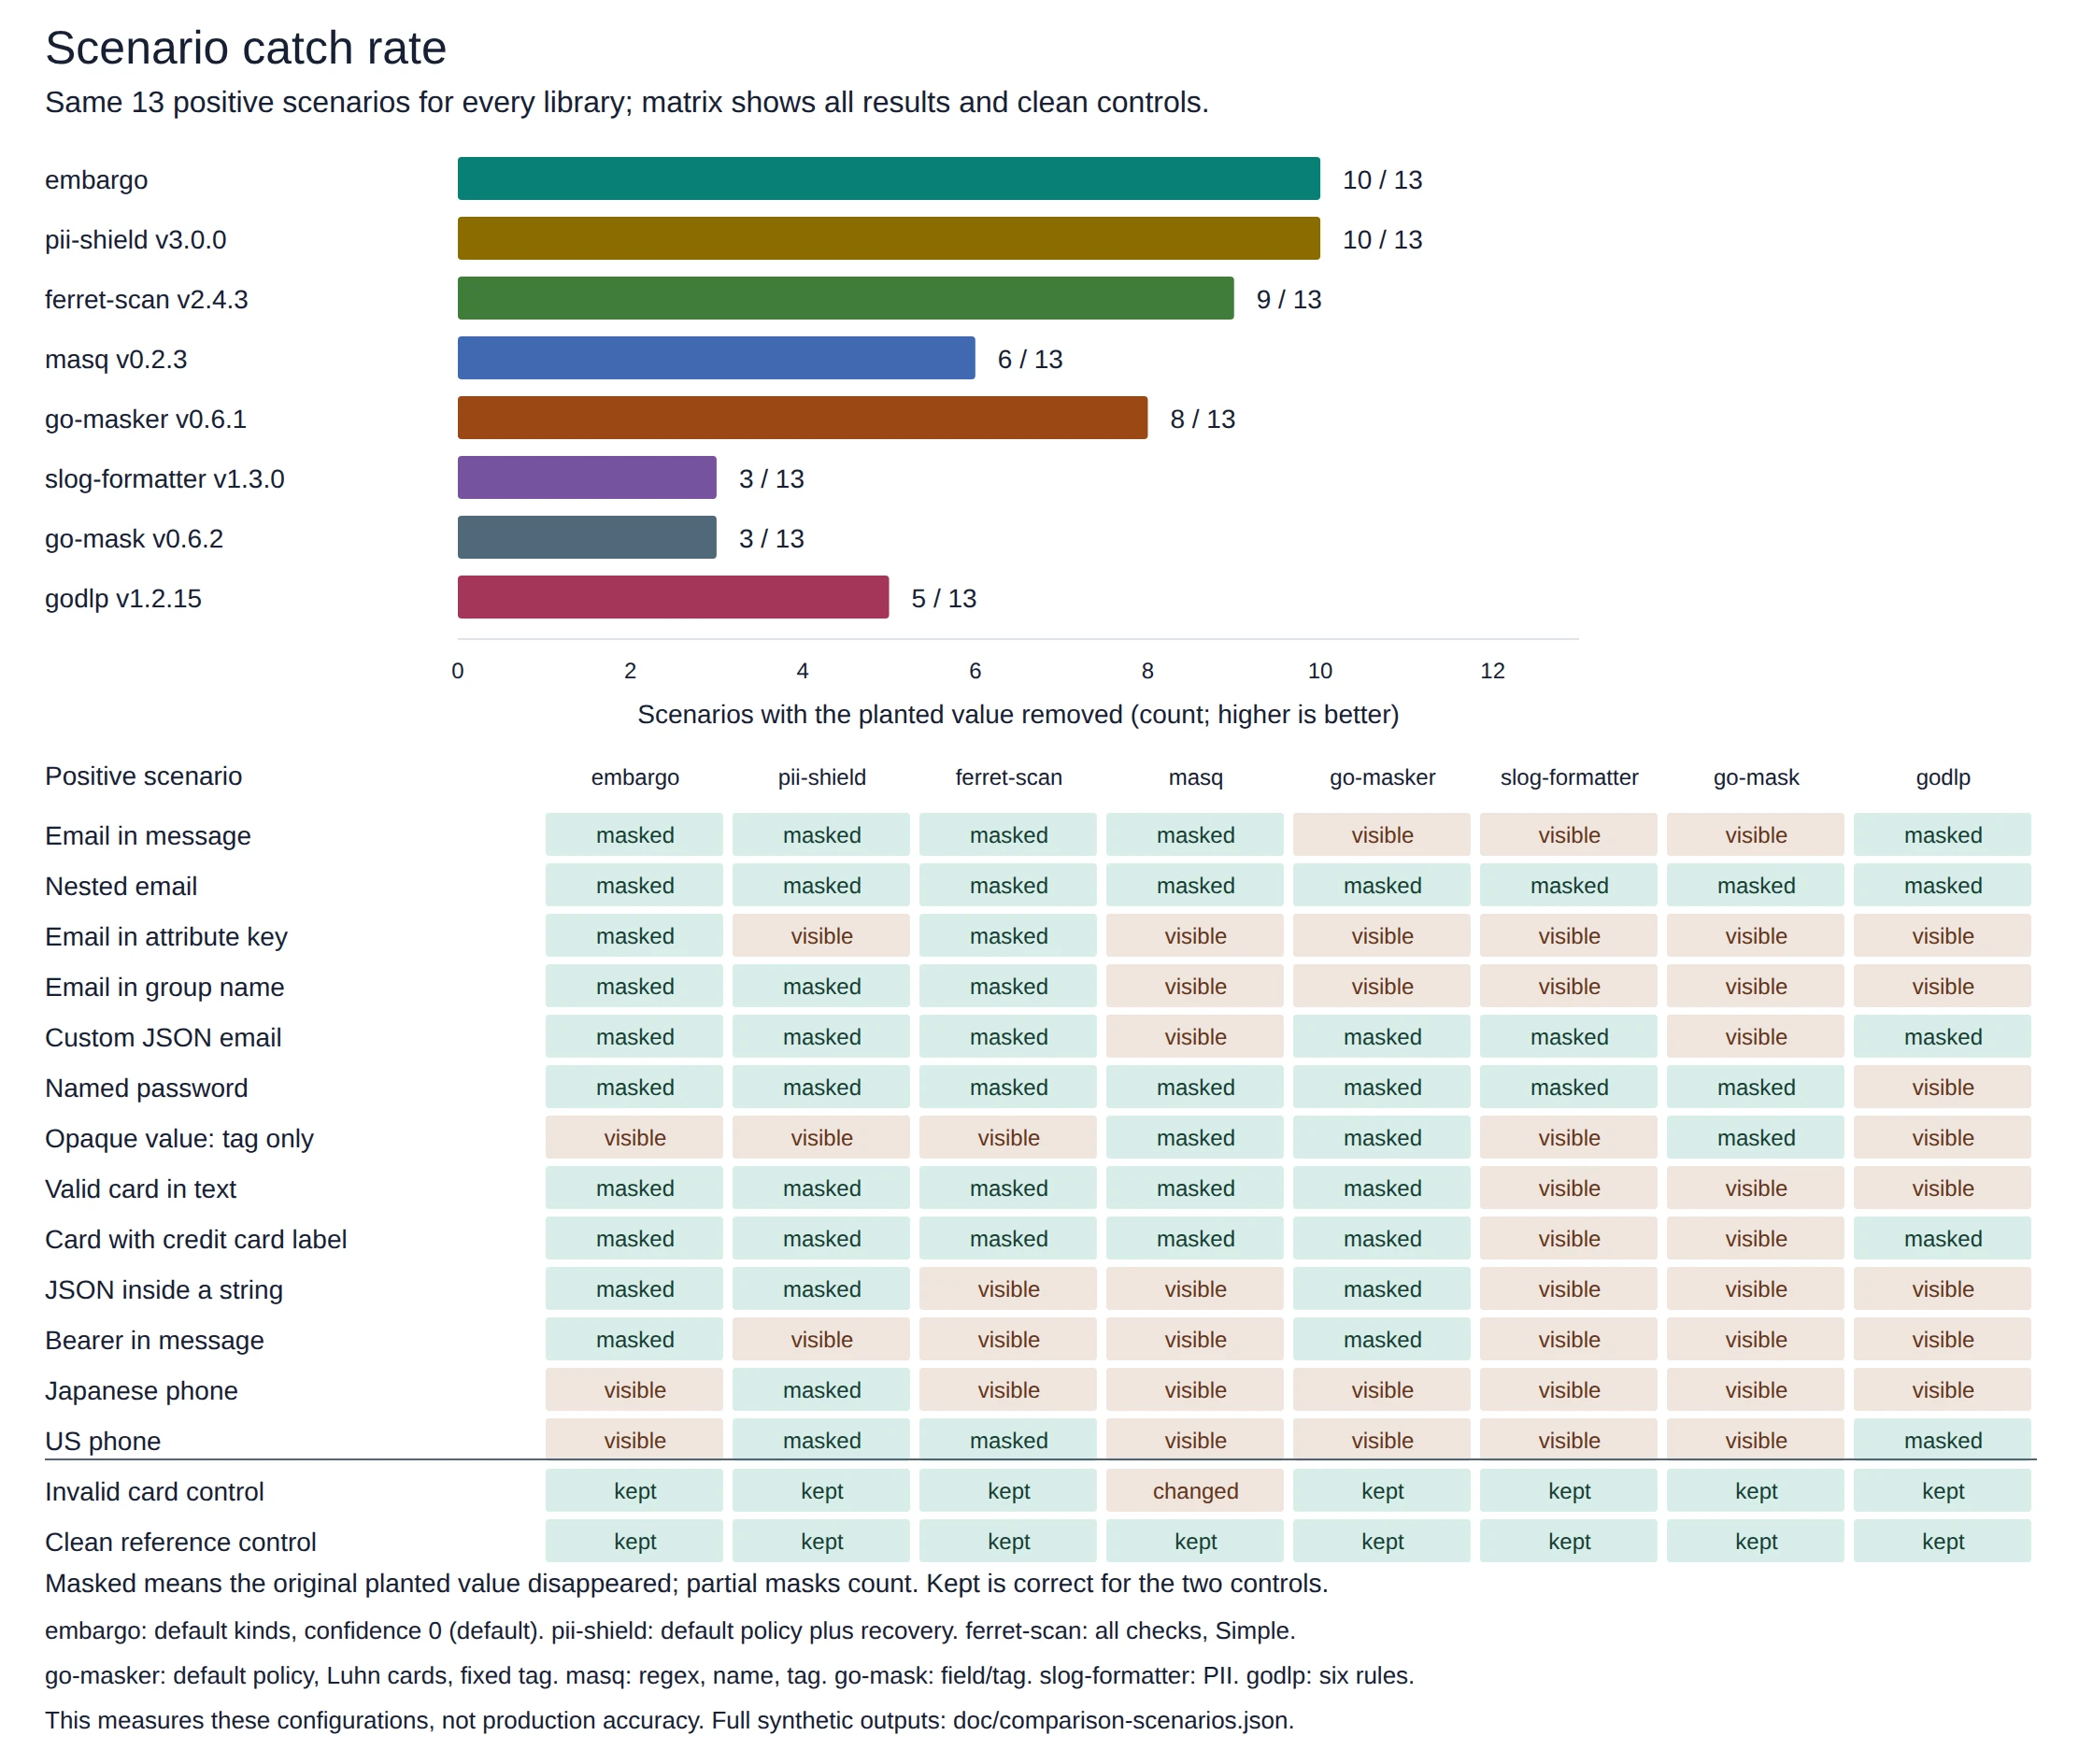 Scenario catch rate
Same 13 positive scenarios for every library; matrix shows all results and clean controls.
embargo 10 / 13
pii-shield v3.0.0 10 / 13
ferret-scan v2.4.3 9 / 13
masq v0.2.3 6 / 13
go-masker v0.6.1 8 / 13
slog-formatter v1.3.0 3 / 13
go-mask v0.6.2 3 / 13
godlp v1.2.15 5 / 13
0 2 4 6 8 10 12
Scenarios with the planted value removed (count; higher is better)
Positive scenario embargo pii-shield ferret-scan masq go-masker slog-formatter go-mask godlp
Email in message masked masked masked masked visible visible visible masked
Nested email masked masked masked masked masked masked masked masked
Email in attribute key masked visible masked visible visible visible visible visible
Email in group name masked masked masked visible visible visible visible visible
Custom JSON email masked masked masked visible masked masked visible masked
Named password masked masked masked masked masked masked masked visible
Opaque value: tag only visible visible visible masked masked visible masked visible
Valid card in text masked masked masked masked masked visible visible visible
Card with credit card label masked masked masked masked masked visible visible masked
JSON inside a string masked masked visible visible masked visible visible visible
Bearer in message masked visible visible visible masked visible visible visible
Japanese phone visible masked visible visible visible visible visible visible
US phone visible masked masked visible visible visible visible masked
Invalid card control kept kept kept changed kept kept kept kept
Clean reference control kept kept kept kept kept kept kept kept
Masked means the original planted value disappeared; partial masks count. Kept is correct for the two controls.
embargo: default kinds, confidence 0 (default). pii-shield: default policy plus recovery. ferret-scan: all checks, Simple.
go-masker: default policy, Luhn cards, fixed tag. masq: regex, name, tag. go-mask: field/tag. slog-formatter: PII. godlp: six rules.
This measures these configurations, not production accuracy. Full synthetic outputs: doc/comparison-scenarios.json.